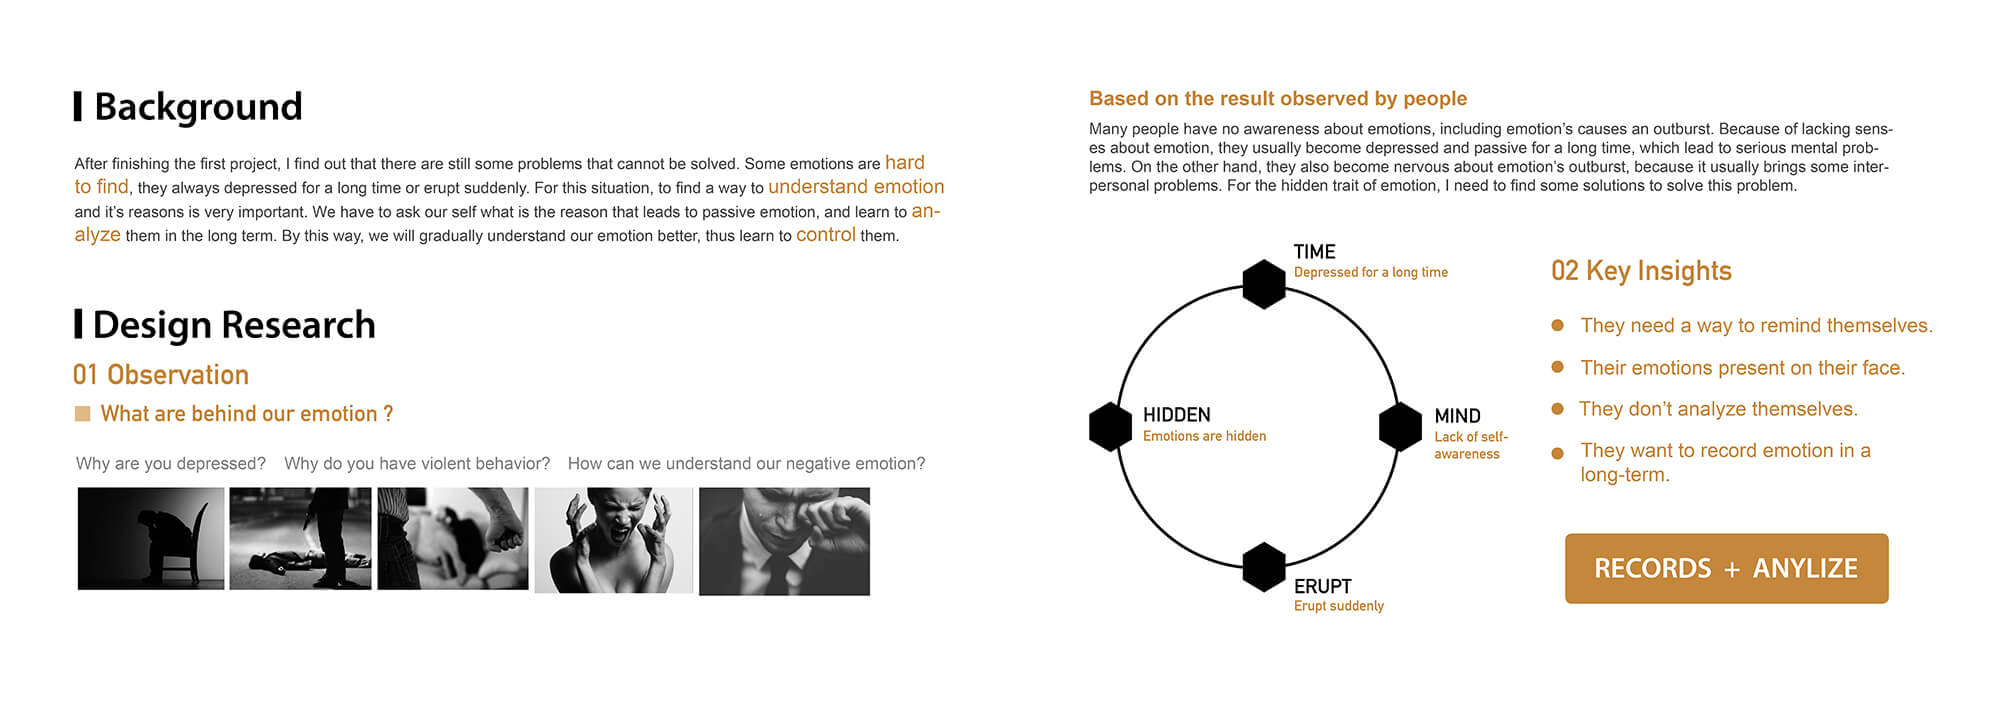 Background
After finishing the first project, I find out that there are still some problems that cannot be solved. Some emotions are hard
to find, they always depressed for a long time or erupt suddenly. For this situation, to find a way to understand emotion
and it's reasons is very important. We have to ask our self what is the reason that leads to passive emotion, and learn to an-
alyze them in the long term. By this way, we will gradually understand our emotion better, thus learn to control them.
Design Research
01 Observation
What are behind our emotion ?
Why are you depressed? Why do you have violent behavior? How can we understand our negative emotion?
Based on the result observed by people
Many people have no awareness about emotions, including emotion's causes an outburst. Because of lacking sens-
es about emotion, they usually become depressed and passive for a long time, which lead to serious mental prob-
lems. On the other hand, they also become nervous about emotion's outburst, because it usually brings some inter-
personal problems. For the hidden trait of emotion, I need to find some solutions to solve this problem.
TIME
Depressed for a long time
HIDDEN
Emotions are hidden
MIND
Lack of self-
awareness
ERUPT
Erupt suddenly
02 Key Insights
They need a way to remind themselves.
Their emotions present on their face.
They don't analyze themselves.
They want to record emotion in a
long-term.
RECORDS + ANYLIZE